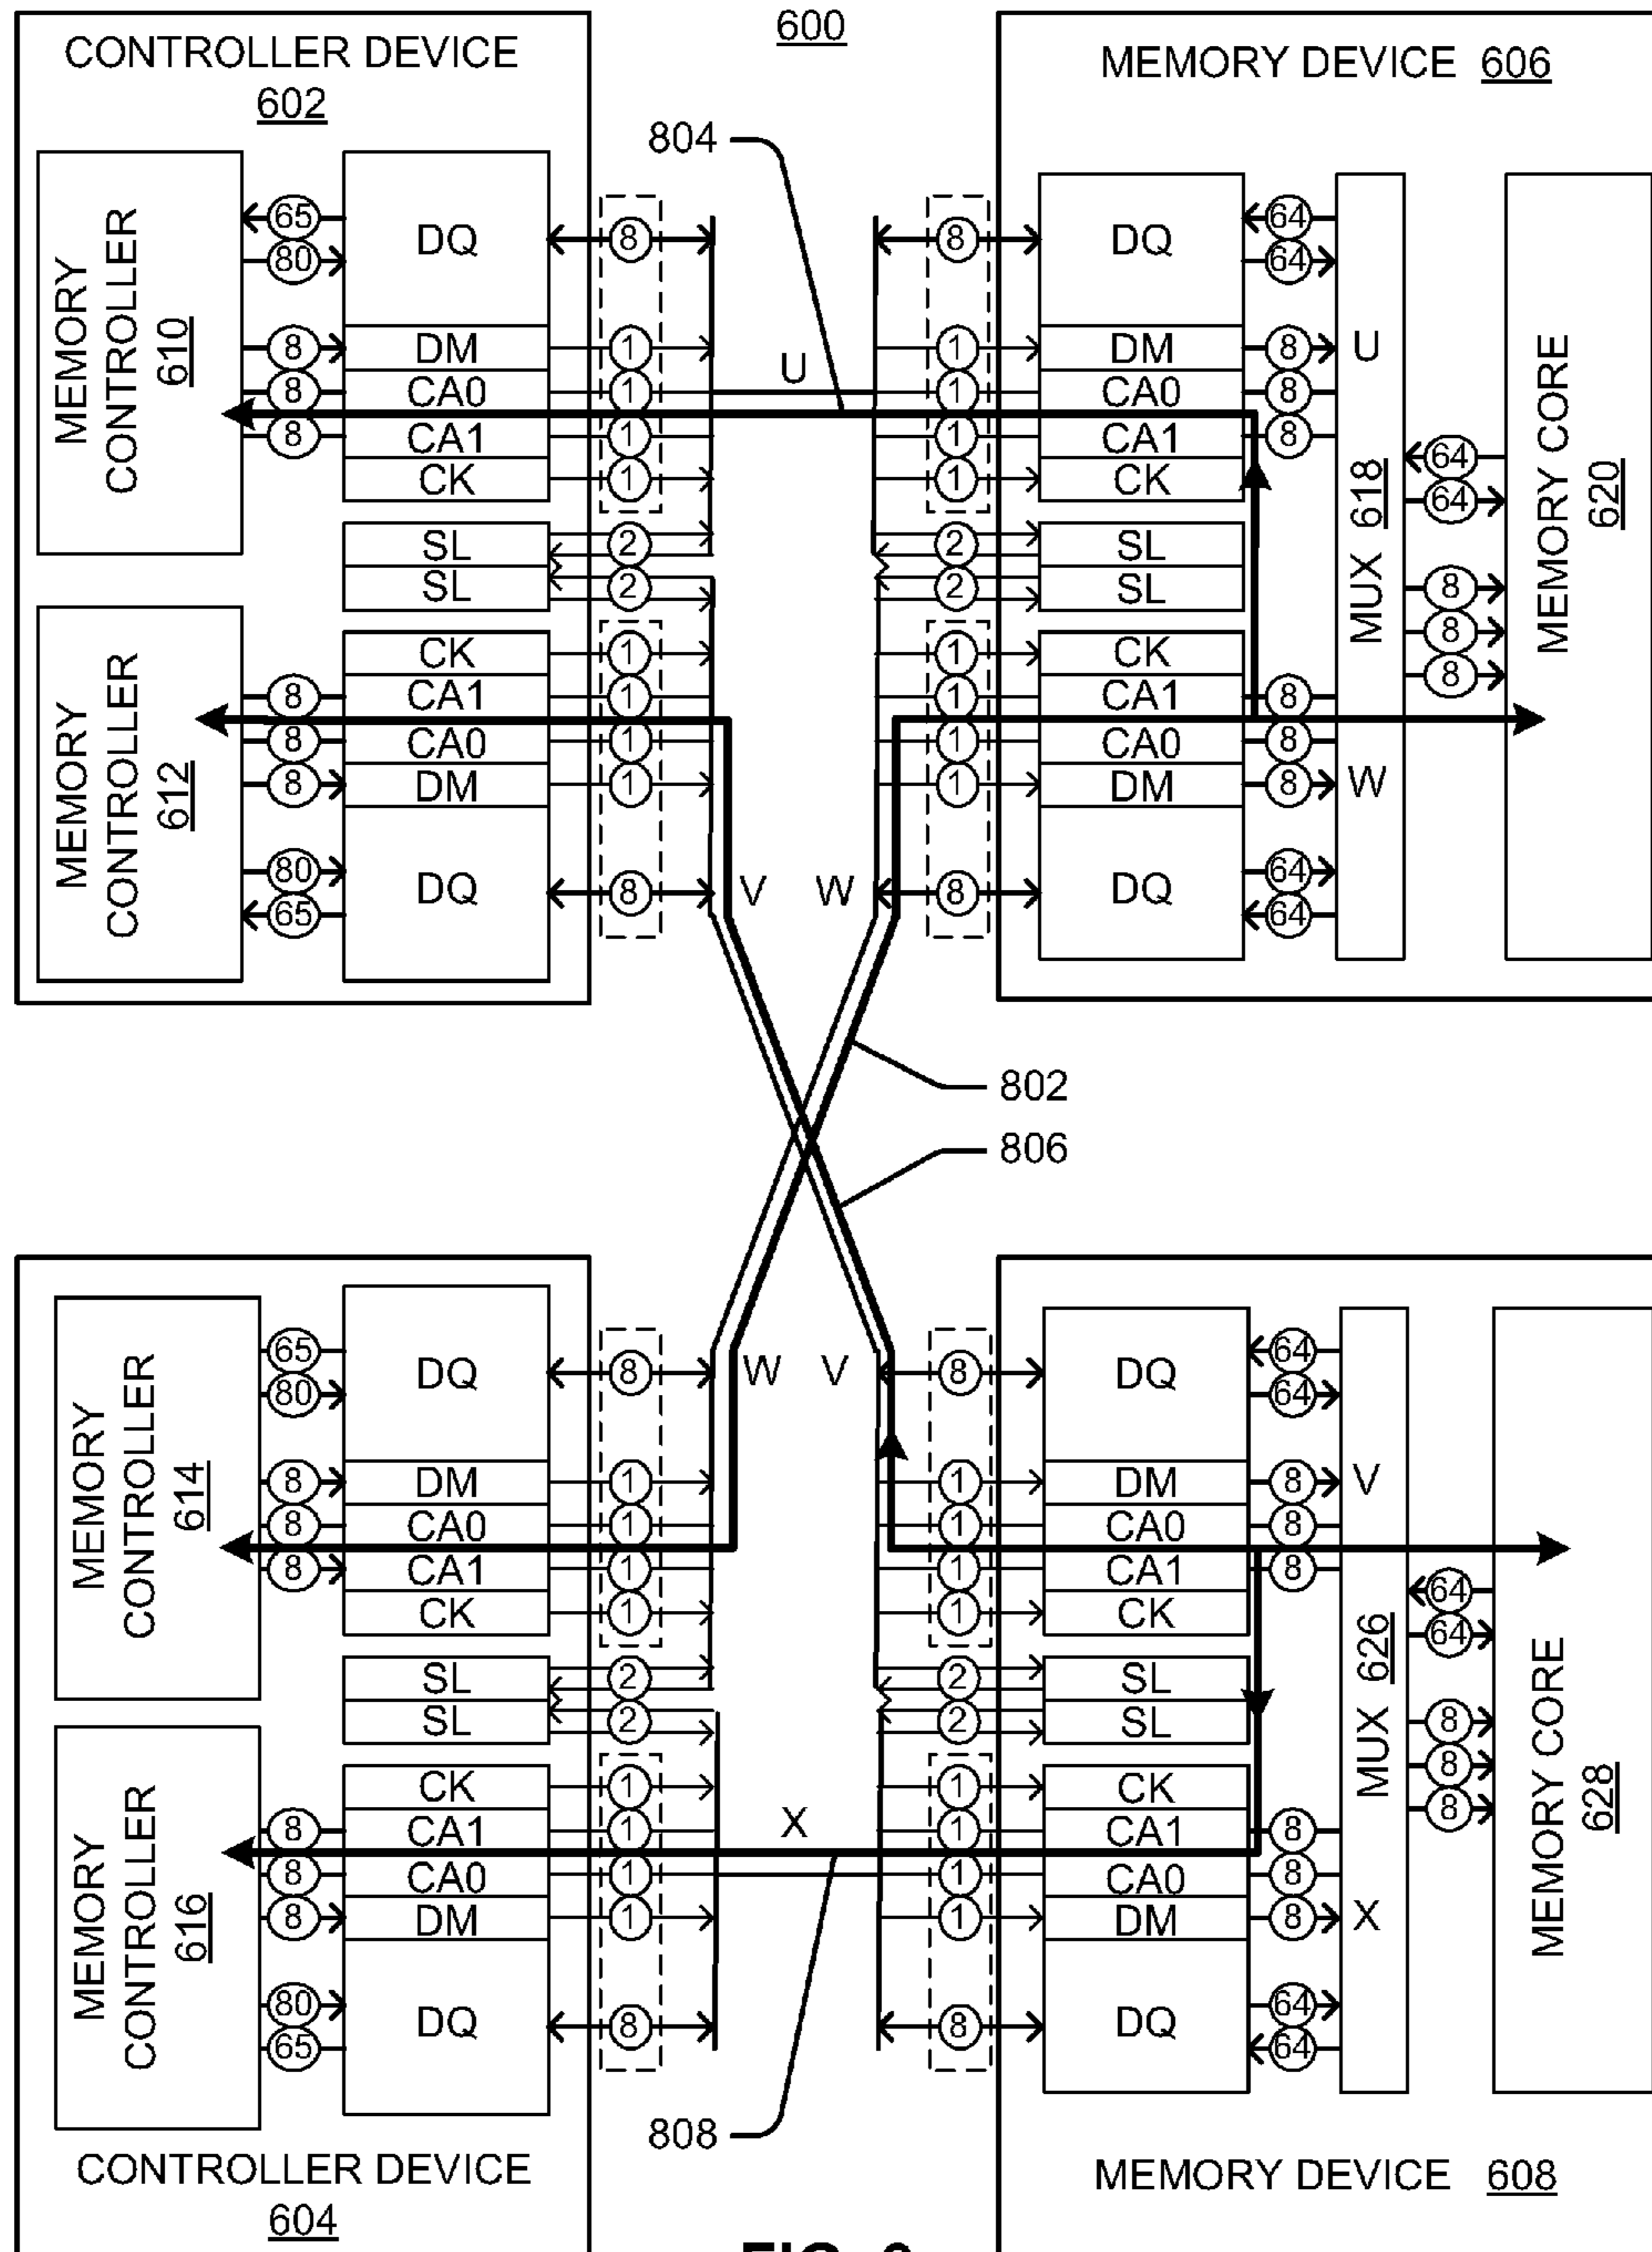 600
CONTROLLER DEVICE
602
MEMORY CONTROLLER
610
65
80
8
8
8
DQ
DM
CA0
CA1
CK
SL
SL
8
1
1
1
1
2
2
MEMORY CONTROLLER
612
8
8
8
80
65
CK
CA1
CA0
DM
DQ
1
1
1
1
8
804
U
V
W
MEMORY DEVICE 606
8
1
1
1
1
2
2
DQ
DM
CA0
CA1
CK
SL
SL
64
64
8
8
8
U
1
1
1
1
8
CK
CA1
CA0
DM
DQ
8
8
8
64
64
W
MUX 618
64
64
8
8
8
MEMORY CORE
620
802
806
MEMORY CONTROLLER
614
65
80
8
8
8
DQ
DM
CA0
CA1
CK
SL
SL
8
1
1
1
1
2
2
MEMORY CONTROLLER
616
8
8
8
80
65
CK
CA1
CA0
DM
DQ
1
1
1
1
8
CONTROLLER DEVICE
604
W
V
X
808
8
1
1
1
1
2
2
DQ
DM
CA0
CA1
CK
SL
SL
64
64
8
8
8
V
1
1
1
1
8
CK
CA1
CA0
DM
DQ
8
8
8
64
64
X
MUX 626
64
64
8
8
8
MEMORY CORE
628
MEMORY DEVICE 608